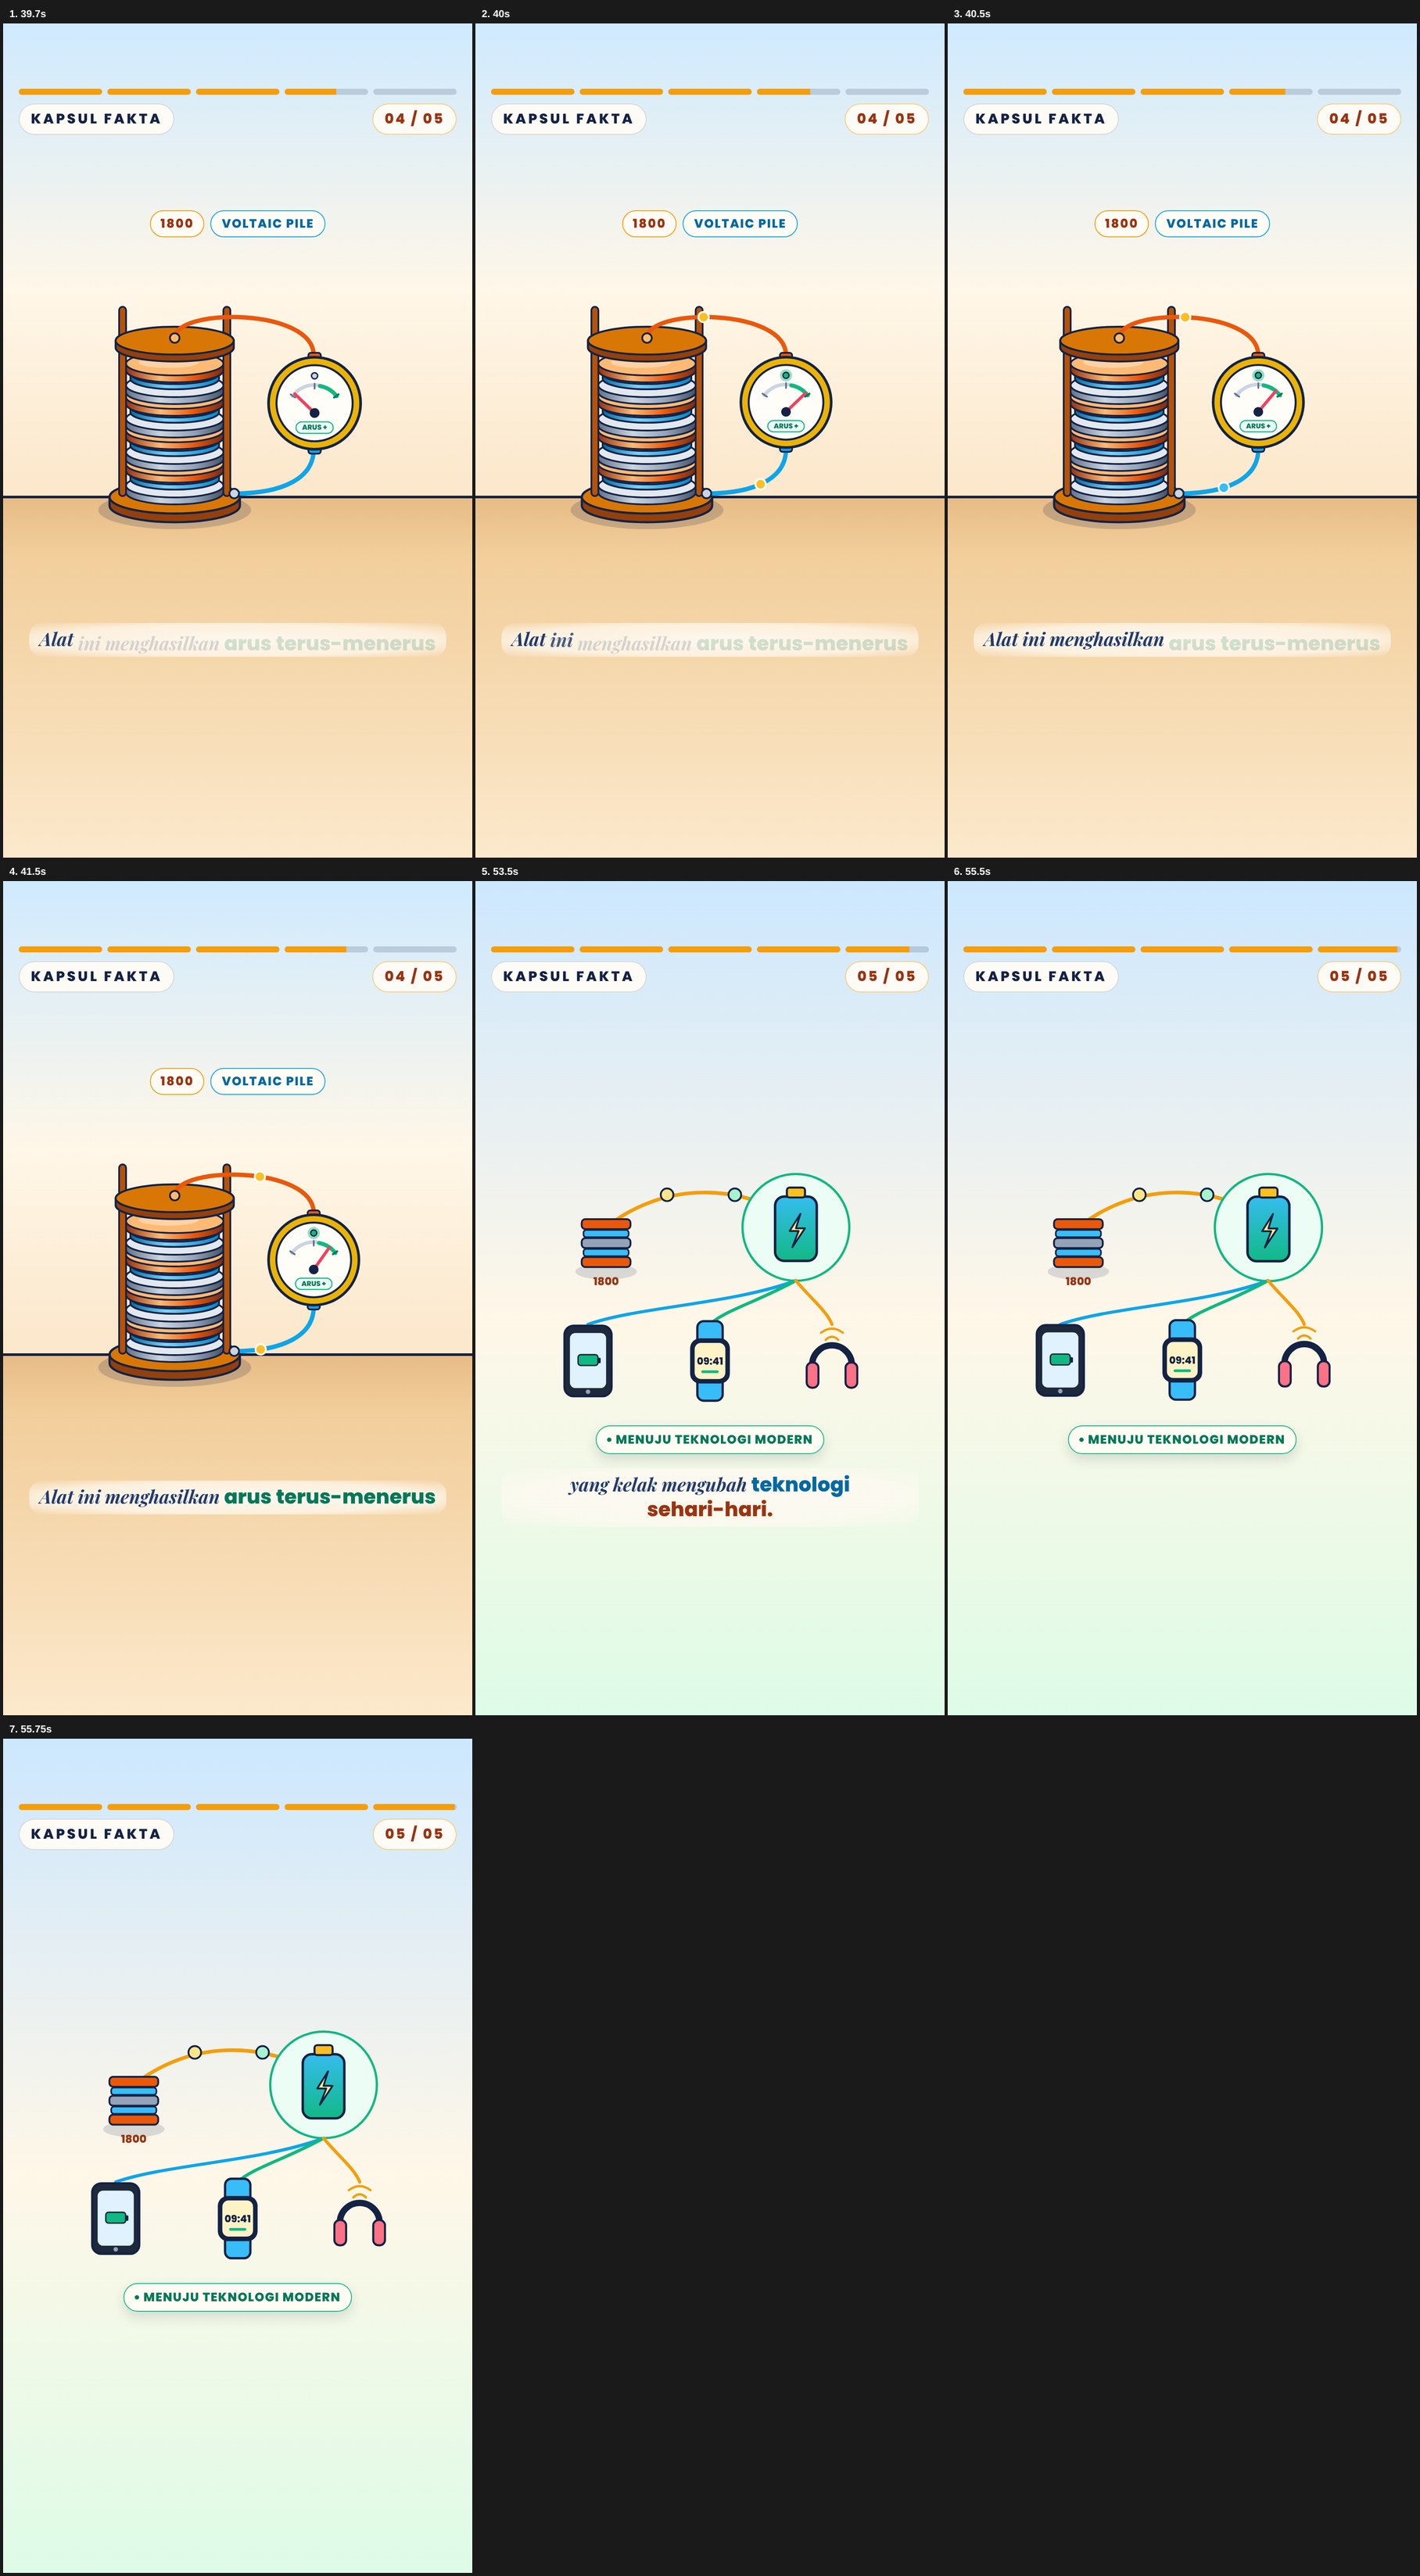 1. 39.7s
KAPSUL FAKTA
04 / 05
1800
VOLTAIC PILE
ARUS +
Alat ini menghasilkan arus terus-menerus
2. 40s
KAPSUL FAKTA
04 / 05
1800
VOLTAIC PILE
ARUS +
Alat ini menghasilkan arus terus-menerus
3. 40.5s
KAPSUL FAKTA
04 / 05
1800
VOLTAIC PILE
ARUS +
Alat ini menghasilkan arus terus-menerus
4. 41.5s
KAPSUL FAKTA
04 / 05
1800
VOLTAIC PILE
ARUS +
Alat ini menghasilkan arus terus-menerus
5. 53.5s
KAPSUL FAKTA
05 / 05
1800
09:41
• MENUJU TEKNOLOGI MODERN
yang kelak mengubah teknologi
sehari-hari.
6. 55.5s
KAPSUL FAKTA
05 / 05
1800
09:41
• MENUJU TEKNOLOGI MODERN
7. 55.75s
KAPSUL FAKTA
05 / 05
1800
09:41
• MENUJU TEKNOLOGI MODERN